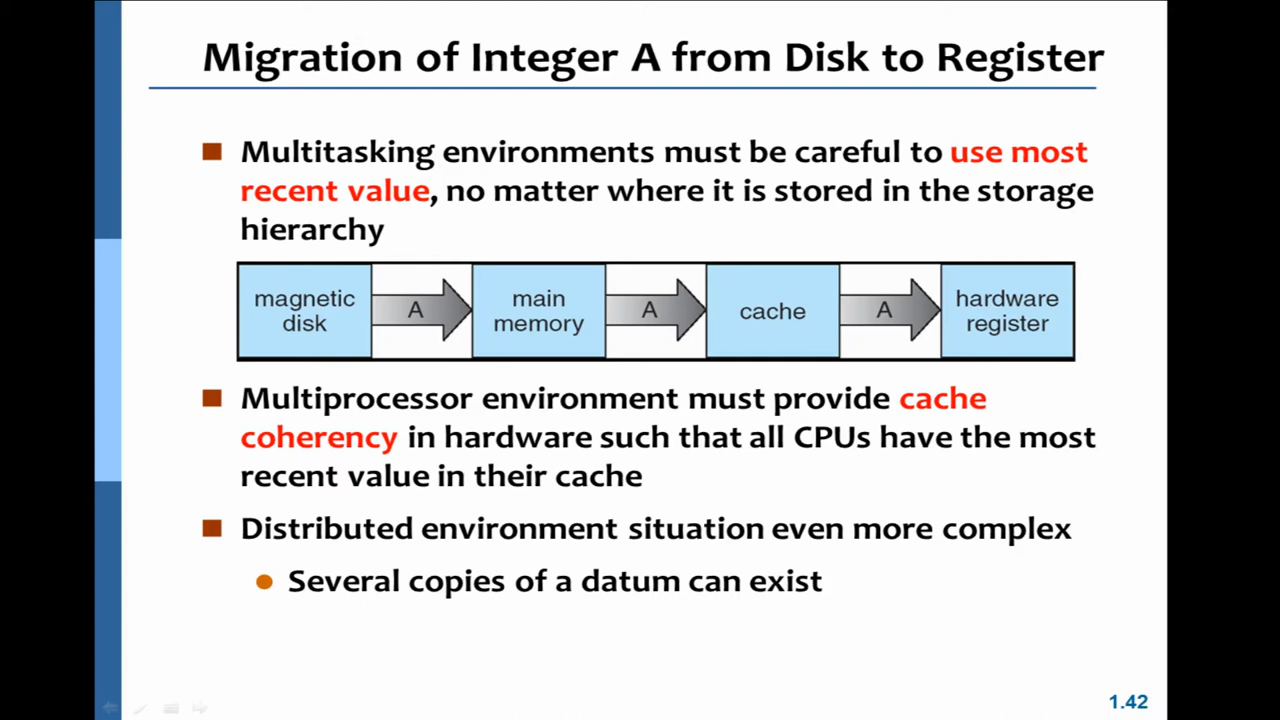 Migration of Integer A from Disk to Register
Multitasking environments must be careful to use most
recent value, no matter where it is stored in the storage
hierarchy
magnetic
disk
A
main
memory
A
cache
A
hardware
register
Multiprocessor environment must provide cache
coherency in hardware such that all CPUs have the most
recent value in their cache
Distributed environment situation even more complex
Several copies of a datum can exist
1.42